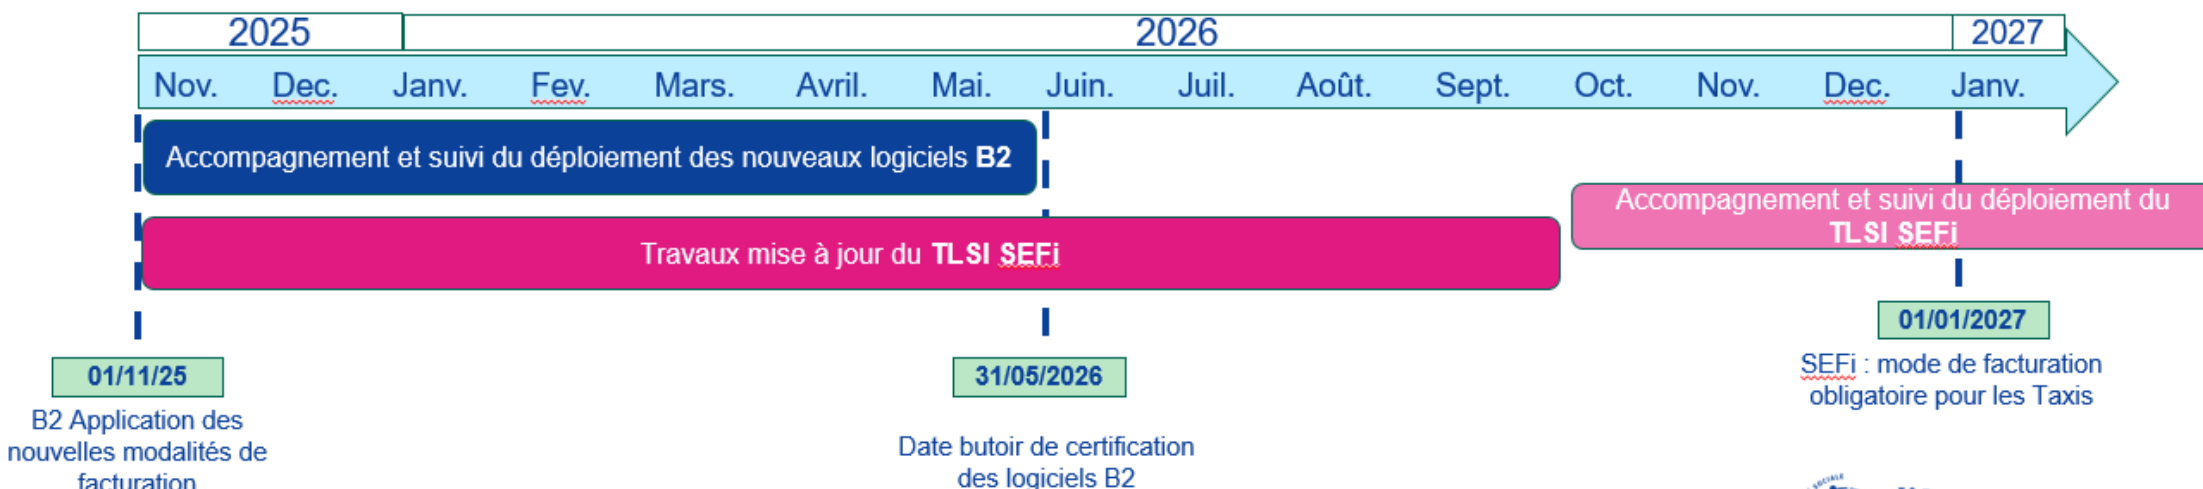 2025 2026 2027
Nov. Dec. Janv. Fev. Mars. Avril. Mai. Juin. Juil. Août. Sept. Oct. Nov. Dec. Janv.
Accompagnement et suivi du déploiement des nouveaux logiciels B2
Accompagnement et suivi du déploiement du
TLSI SEFi
Travaux mise à jour du TLSI SEFi
01/11/25
B2 Application des
nouvelles modalités de
facturation
31/05/2026
Date butoir de certification
des logiciels B2
01/01/2027
SEFi : mode de facturation
obligatoire pour les Taxis
SOCIALE